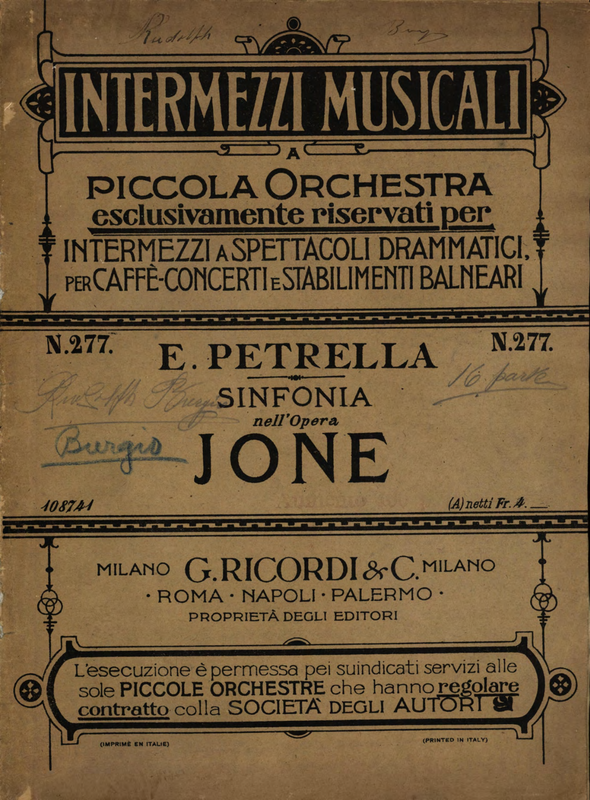 Rudolph
INTERMEZZI MUSICALI
A
PICCOLA ORCHESTRA
esclusivamente riservati per
INTERMEZZI A SPETTACOLI DRAMMATICI,
PER CAFFÈ-CONCERTI E STABILIMENTI BALNEARI
N.277.
N.277.
E. PETRELLA
16. parts
SINFONIA
Rudolph
nell'Opera
Burgio
JONE
108741
(A) netti Fr. 4.
MILANO G. RICORDI & C. MILANO
· ROMA · NAPOLI · PALERMO ·
PROPRIETÀ DEGLI EDITORI
L'esecuzione è permessa pei suindicati servizi alle
sole PICCOLE ORCHESTRE che hanno regolare
contratto colla SOCIETÀ DEGLI AUTORI
(IMPRIMÉ EN ITALIE)
(PRINTED IN ITALY)